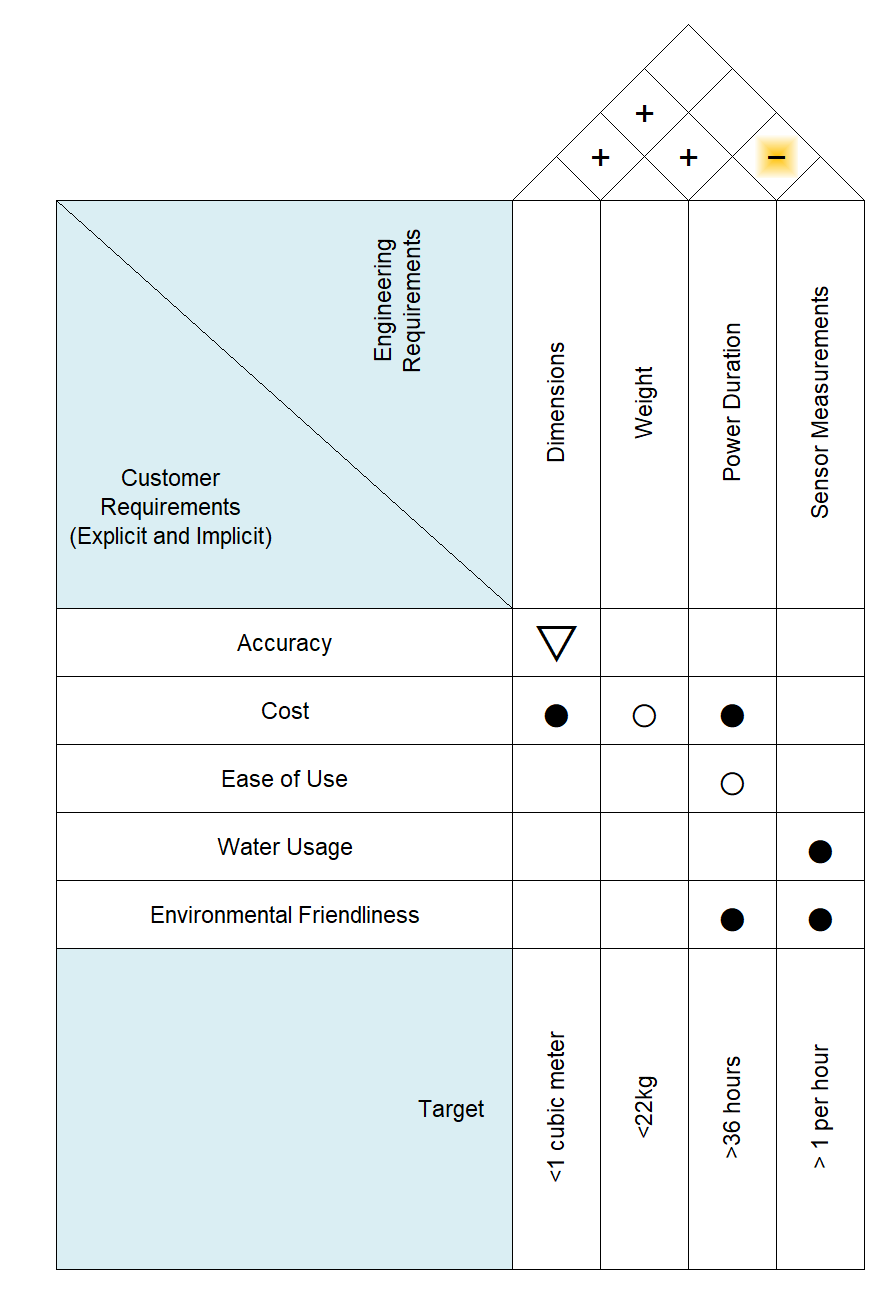 +
+
+
−
Engineering
Requirements
Customer
Requirements
(Explicit and Implicit)
Dimensions
Weight
Power Duration
Sensor Measurements
Accuracy
Cost
Ease of Use
Water Usage
Environmental Friendliness
Target
<1 cubic meter
<22kg
>36 hours
> 1 per hour